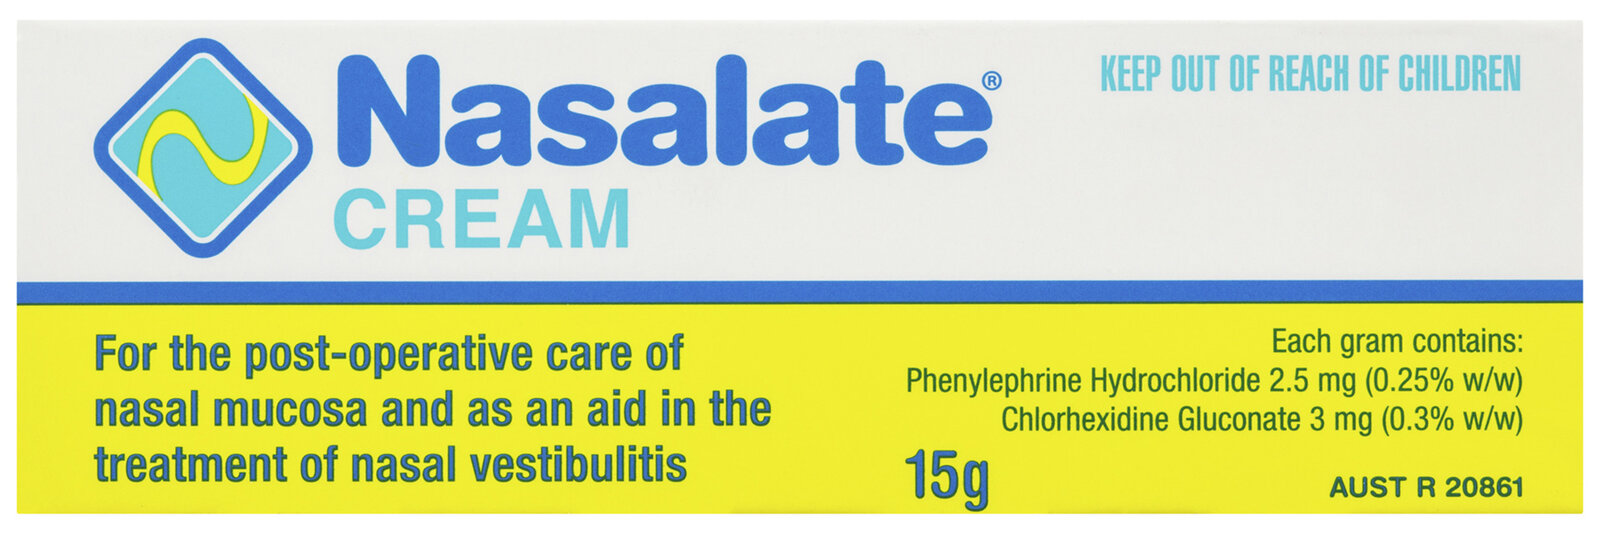 Nasalate®
CREAM
KEEP OUT OF REACH OF CHILDREN
For the post-operative care of
nasal mucosa and as an aid in the
treatment of nasal vestibulitis
Each gram contains:
Phenylephrine Hydrochloride 2.5 mg (0.25% w/w)
Chlorhexidine Gluconate 3 mg (0.3% w/w)
15g
AUST R 20861